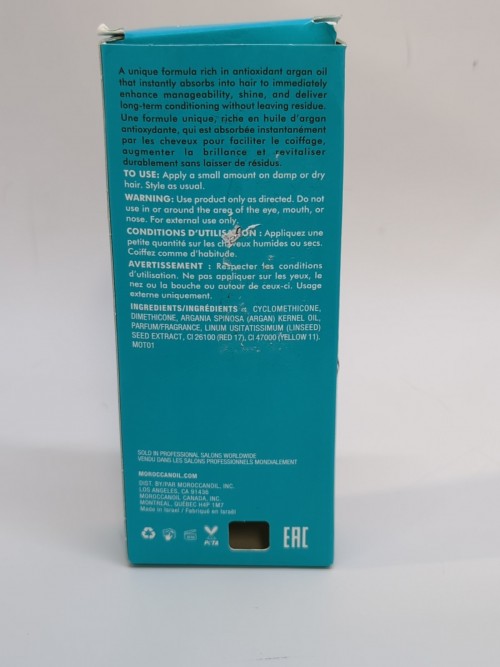 A unique formula rich in antioxidant argan oil
that instantly absorbs into hair to immediately
enhance manageability, shine, and deliver
long-term conditioning without leaving residue.
Une formule unique, riche en huile d'argan
antioxydante, qui est absorbée instantanément
par les cheveux pour faciliter le coiffage,
augmenter la brillance et revitaliser
durablement sans laisser de résidus.
TO USE: Apply a small amount on damp or dry
hair. Style as usual.
WARNING: Use product only as directed. Do not
use in or around the area of the eye, mouth, or
nose. For external use only.
CONDITIONS D'UTILISATION : Appliquez une
petite quantité sur les cheveux humides ou secs.
Coiffez comme d'habitude.
AVERTISSEMENT : Respecter les conditions
d'utilisation. Ne pas appliquer sur les yeux, le
nez ou la bouche ou autour de ceux-ci. Usage
externe uniquement.
INGREDIENTS/INGRÉDIENTS : CYCLOMETHICONE,
DIMETHICONE, ARGANIA SPINOSA (ARGAN) KERNEL OIL,
PARFUM/FRAGRANCE, LINUM USITATISSIMUM (LINSEED)
SEED EXTRACT, CI 26100 (RED 17), CI 47000 (YELLOW 11).
MOT01
SOLD IN PROFESSIONAL SALONS WORLDWIDE
VENDU DANS LES SALONS PROFESSIONNELS MONDIALEMENT
MOROCCANOIL.COM
DIST. BY/PAR MOROCCANOIL, INC.
LOS ANGELES, CA 91436
MOROCCANOIL CANADA, INC.
MONTREAL, QUÉBEC H4P 1M7
Made in Israel / Fabriqué en Israël
PETA
EAC